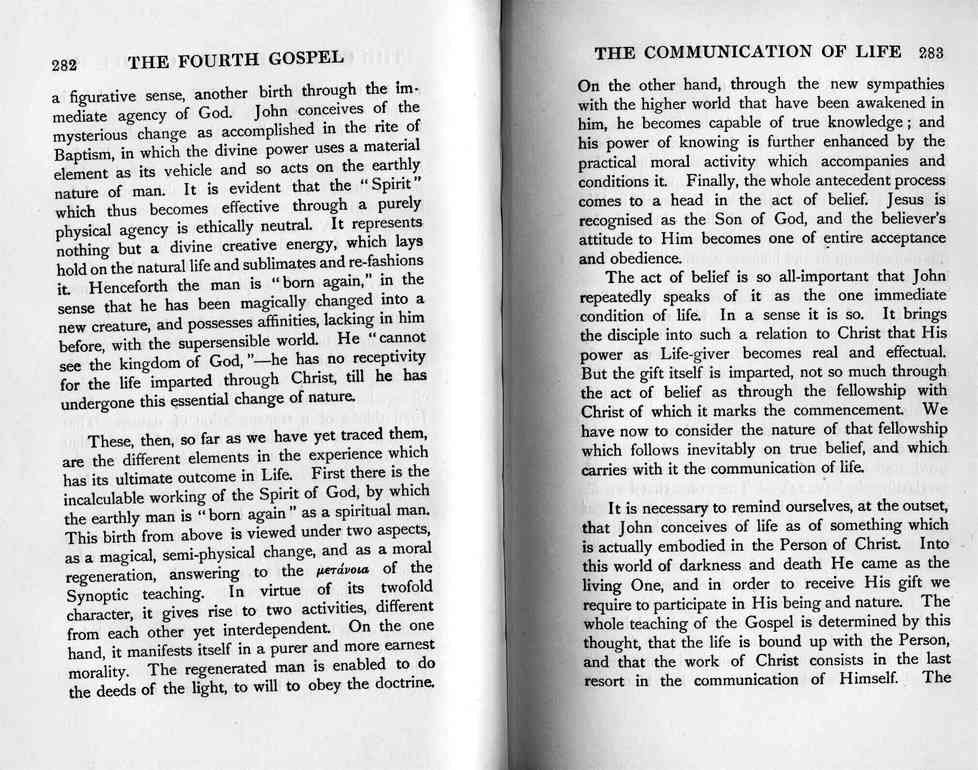 282 THE FOURTH GOSPEL
a figurative sense, another birth through the im-
mediate agency of God. John conceives of the
mysterious change as accomplished in the rite of
Baptism, in which the divine power uses a material
element as its vehicle and so acts on the earthly
nature of man. It is evident that the “Spirit”
which thus becomes effective through a purely
physical agency is ethically neutral. It represents
nothing but a divine creative energy, which lays
hold on the natural life and sublimates and re-fashions
it. Henceforth the man is “born again,” in the
sense that he has been magically changed into a
new creature, and possesses affinities, lacking in him
before, with the supersensible world. He “cannot
see the kingdom of God,”—he has no receptivity
for the life imparted through Christ, till he has
undergone this essential change of nature.
These, then, so far as we have yet traced them,
are the different elements in the experience which
has its ultimate outcome in Life. First there is the
incalculable working of the Spirit of God, by which
the earthly man is “born again” as a spiritual man.
This birth from above is viewed under two aspects,
as a magical, semi-physical change, and as a moral
regeneration, answering to the μετάνοια of the
Synoptic teaching. In virtue of its twofold
character, it gives rise to two activities, different
from each other yet interdependent. On the one
hand, it manifests itself in a purer and more earnest
morality. The regenerated man is enabled to do
the deeds of the light, to will to obey the doctrine.
THE COMMUNICATION OF LIFE 283
On the other hand, through the new sympathies
with the higher world that have been awakened in
him, he becomes capable of true knowledge; and
his power of knowing is further enhanced by the
practical moral activity which accompanies and
conditions it. Finally, the whole antecedent process
comes to a head in the act of belief. Jesus is
recognised as the Son of God, and the believer's
attitude to Him becomes one of entire acceptance
and obedience.
The act of belief is so all-important that John
repeatedly speaks of it as the one immediate
condition of life. In a sense it is so. It brings
the disciple into such a relation to Christ that His
power as Life-giver becomes real and effectual.
But the gift itself is imparted, not so much through
the act of belief as through the fellowship with
Christ of which it marks the commencement. We
have now to consider the nature of that fellowship
which follows inevitably on true belief, and which
carries with it the communication of life.
It is necessary to remind ourselves, at the outset,
that John conceives of life as of something which
is actually embodied in the Person of Christ. Into
this world of darkness and death He came as the
living One, and in order to receive His gift we
require to participate in His being and nature. The
whole teaching of the Gospel is determined by this
thought, that the life is bound up with the Person,
and that the work of Christ consists in the last
resort in the communication of Himself. The